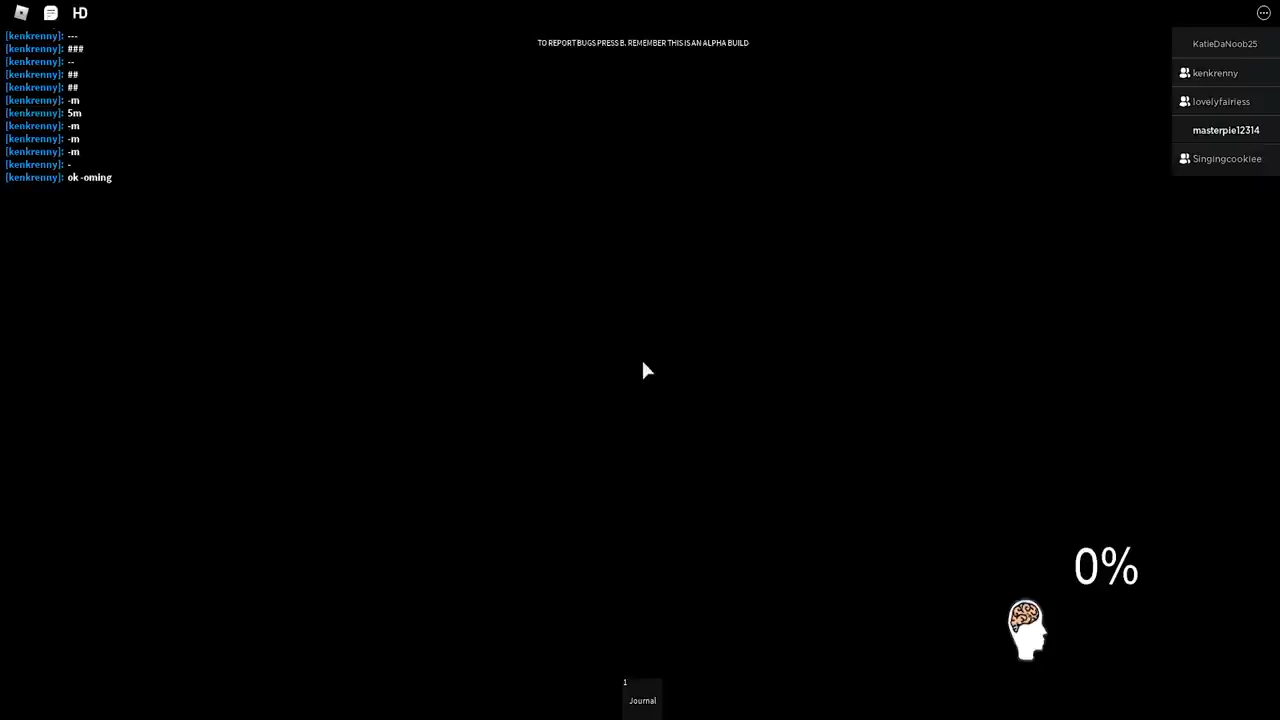 HD
[kenkrenny]: ---
[kenkrenny]: ###
[kenkrenny]: --
[kenkrenny]: ##
[kenkrenny]: ##
[kenkrenny]: -m
[kenkrenny]: 5m
[kenkrenny]: -m
[kenkrenny]: -m
[kenkrenny]: -m
[kenkrenny]: -
[kenkrenny]: ok -oming
TO REPORT BUGS PRESS B. REMEMBER THIS IS AN ALPHA BUILD
KatieDaNoob25
kenkrenny
lovelyfairiess
masterpie12314
Singingcookiee
0%
1
Journal